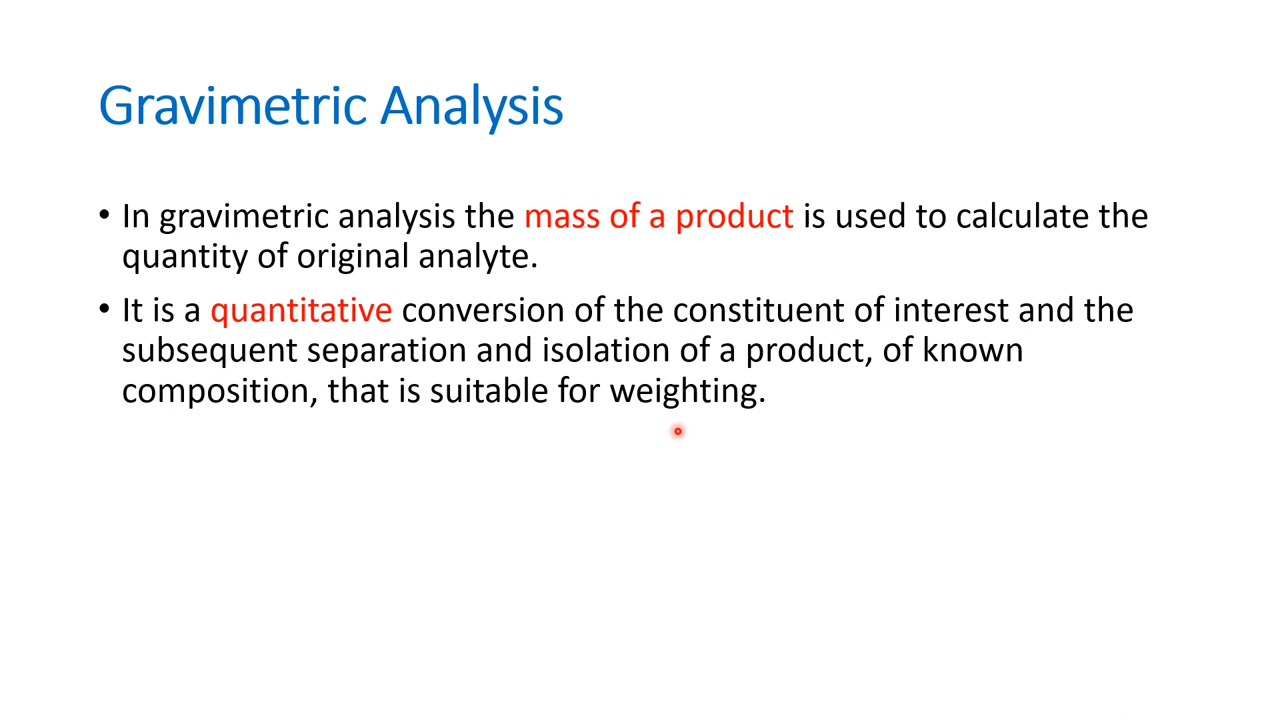 Gravimetric Analysis
• In gravimetric analysis the mass of a product is used to calculate the
quantity of original analyte.
• It is a quantitative conversion of the constituent of interest and the
subsequent separation and isolation of a product, of known
composition, that is suitable for weighting.